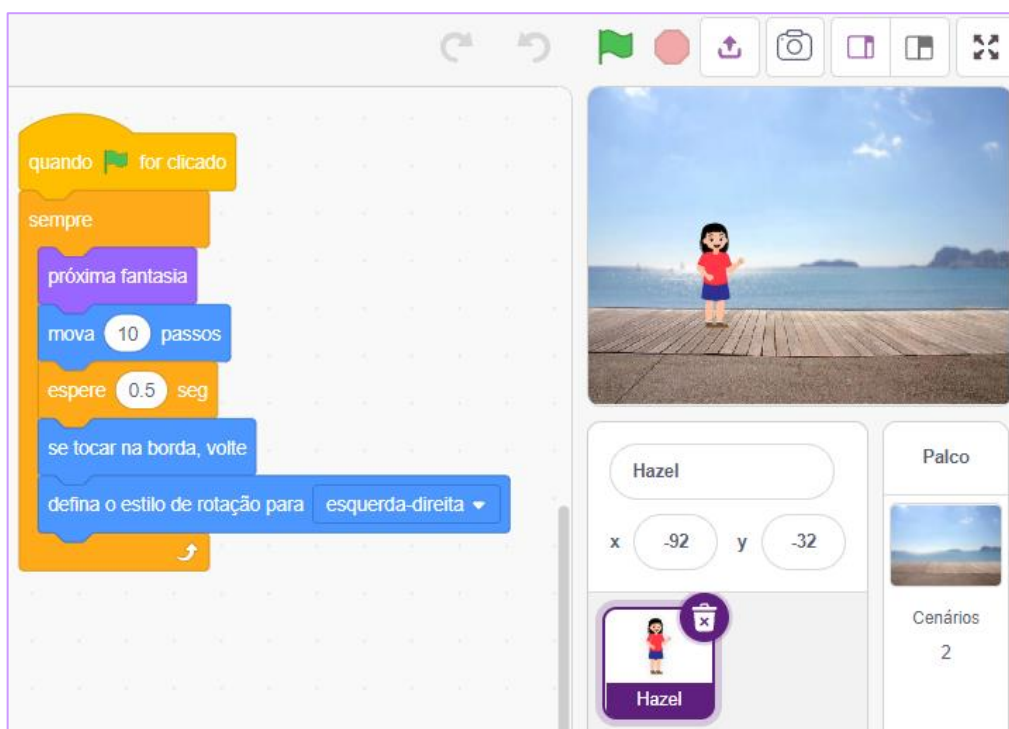 quando for clicado
sempre
próxima fantasia
mova 10 passos
espere 0.5 seg
se tocar na borda, volte
defina o estilo de rotação para esquerda-direita
Hazel
x -92 y -32
Hazel
Palco
Cenários
2